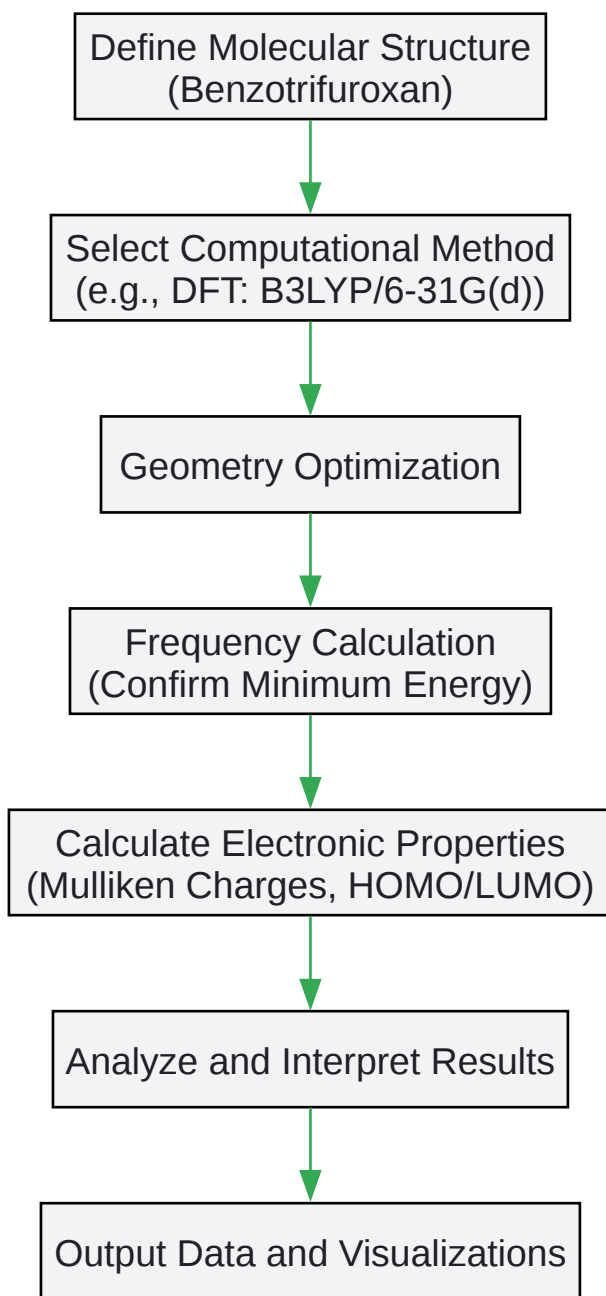 Define Molecular Structure
(Benzotrifuroxan)
Select Computational Method
(e.g., DFT: B3LYP/6-31G(d))
Geometry Optimization
Frequency Calculation
(Confirm Minimum Energy)
Calculate Electronic Properties
(Mulliken Charges, HOMO/LUMO)
Analyze and Interpret Results
Output Data and Visualizations